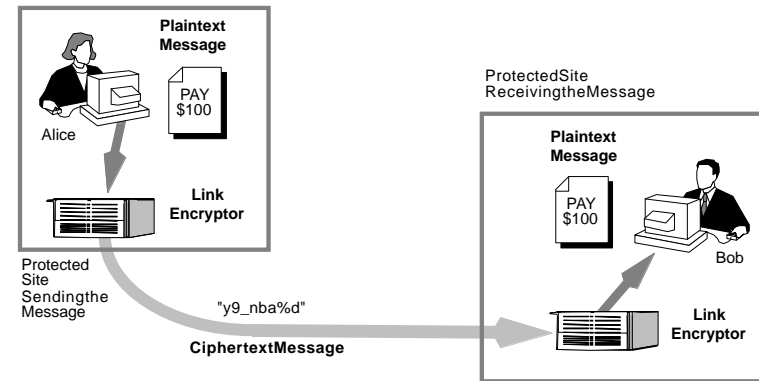 Plaintext
Message
PAY
$100
Alice
Link
Encryptor
Protected
Site
Sendingthe
Message
"y9_nba%d"
CiphertextMessage
ProtectedSite
ReceivingtheMessage
Plaintext
Message
PAY
$100
Bob
Link
Encryptor